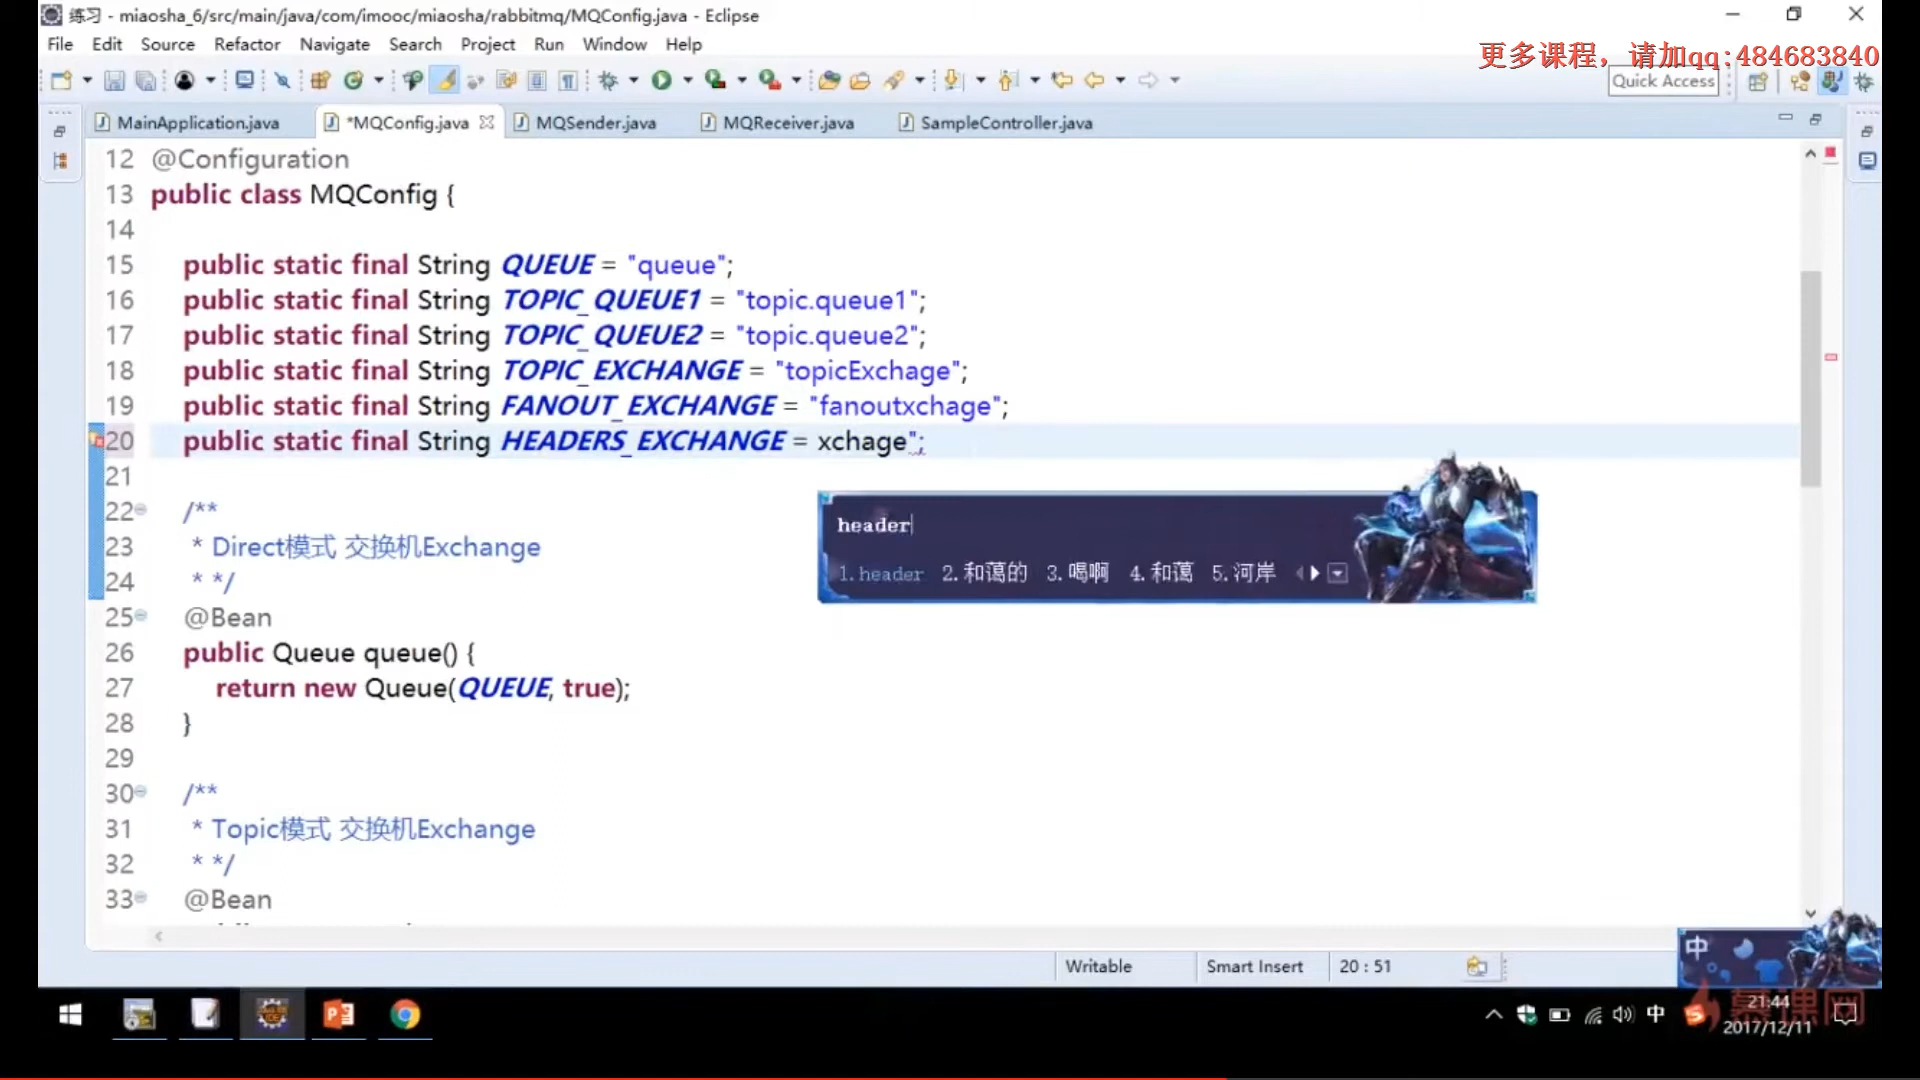 练习 - miaosha_6/src/main/java/com/imooc/miaosha/rabbitmq/MQConfig.java - Eclipse
File Edit Source Refactor Navigate Search Project Run Window Help
更多课程，请加qq:484683840
Quick Access
MainApplication.java *MQConfig.java MQSender.java MQReceiver.java SampleController.java
12 @Configuration
13 public class MQConfig {
14
15 public static final String QUEUE = "queue";
16 public static final String TOPIC_QUEUE1 = "topic.queue1";
17 public static final String TOPIC_QUEUE2 = "topic.queue2";
18 public static final String TOPIC_EXCHANGE = "topicExchage";
19 public static final String FANOUT_EXCHANGE = "fanoutxchage";
20 public static final String HEADERS_EXCHANGE = xchage";
21
22 /**
header
23 * Direct模式 交换机Exchange
1.header 2.和蔼的 3.喝啊 4.和蔼 5.河岸
24 * */
25 @Bean
26 public Queue queue() {
27 return new Queue(QUEUE, true);
28 }
29
30 /**
31 * Topic模式 交换机Exchange
32 * */
33 @Bean
Writable Smart Insert 20 : 51
中
中
21:44
2017/12/11
慕课网